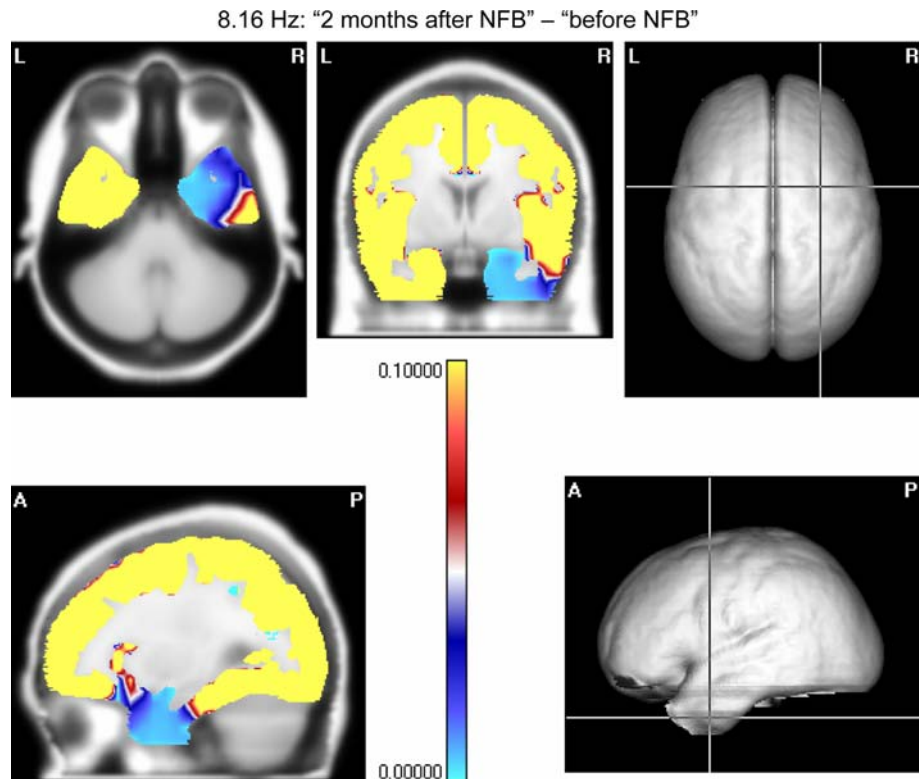 8.16 Hz: “2 months after NFB” – “before NFB”
L R
L R
L R
0.10000
A P
A P
0.00000